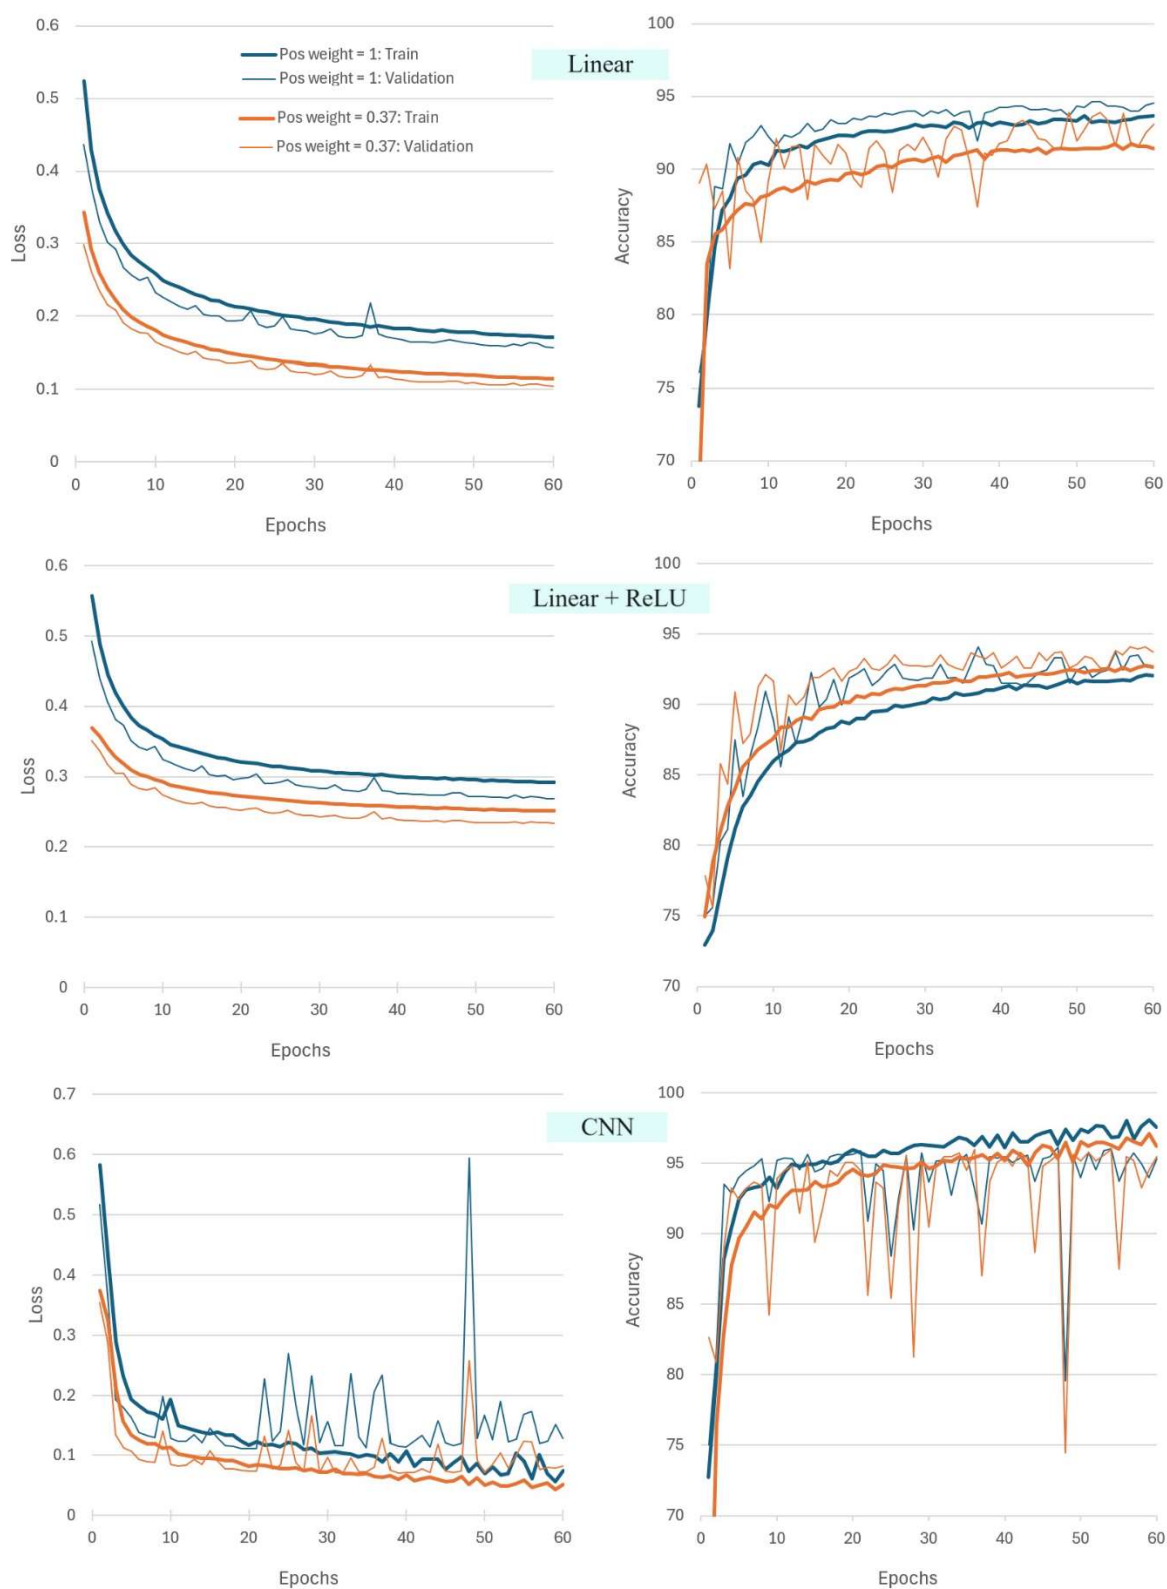 0.6
0.5
0.4
0.3
0.2
0.1
0
Loss
Pos weight = 1: Train
Pos weight = 1: Validation
Pos weight = 0.37: Train
Pos weight = 0.37: Validation
0 10 20 30 40 50 60
Epochs
Linear
100
95
90
85
80
75
70
Accuracy
0 10 20 30 40 50 60
Epochs
0.6
0.5
0.4
0.3
0.2
0.1
0
Loss
0 10 20 30 40 50 60
Epochs
Linear + ReLU
100
95
90
85
80
75
70
Accuracy
0 10 20 30 40 50 60
Epochs
0.7
0.6
0.5
0.4
0.3
0.2
0.1
0
Loss
0 10 20 30 40 50 60
Epochs
CNN
100
95
90
85
80
75
70
Accuracy
0 10 20 30 40 50 60
Epochs